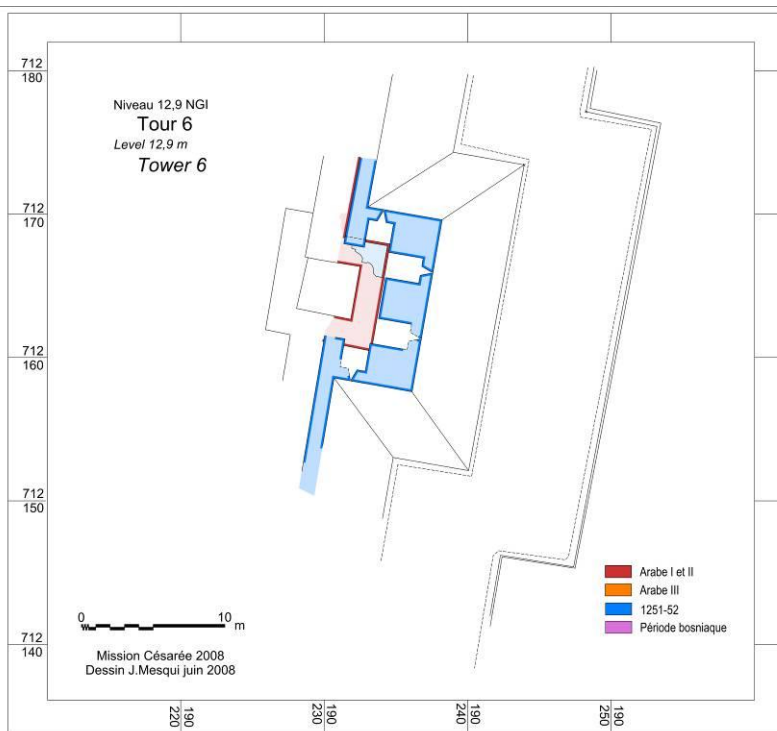 712
180
Niveau 12,9 NGI
Tour 6
Level 12,9 m
Tower 6
712
170
712
160
712
150
Arabe I et II
Arabe III
1251-52
Période bosniaque
0 10
m
712
140
Mission Césarée 2008
Dessin J.Mesqui juin 2008
190
220
190
230
190
240
190
250